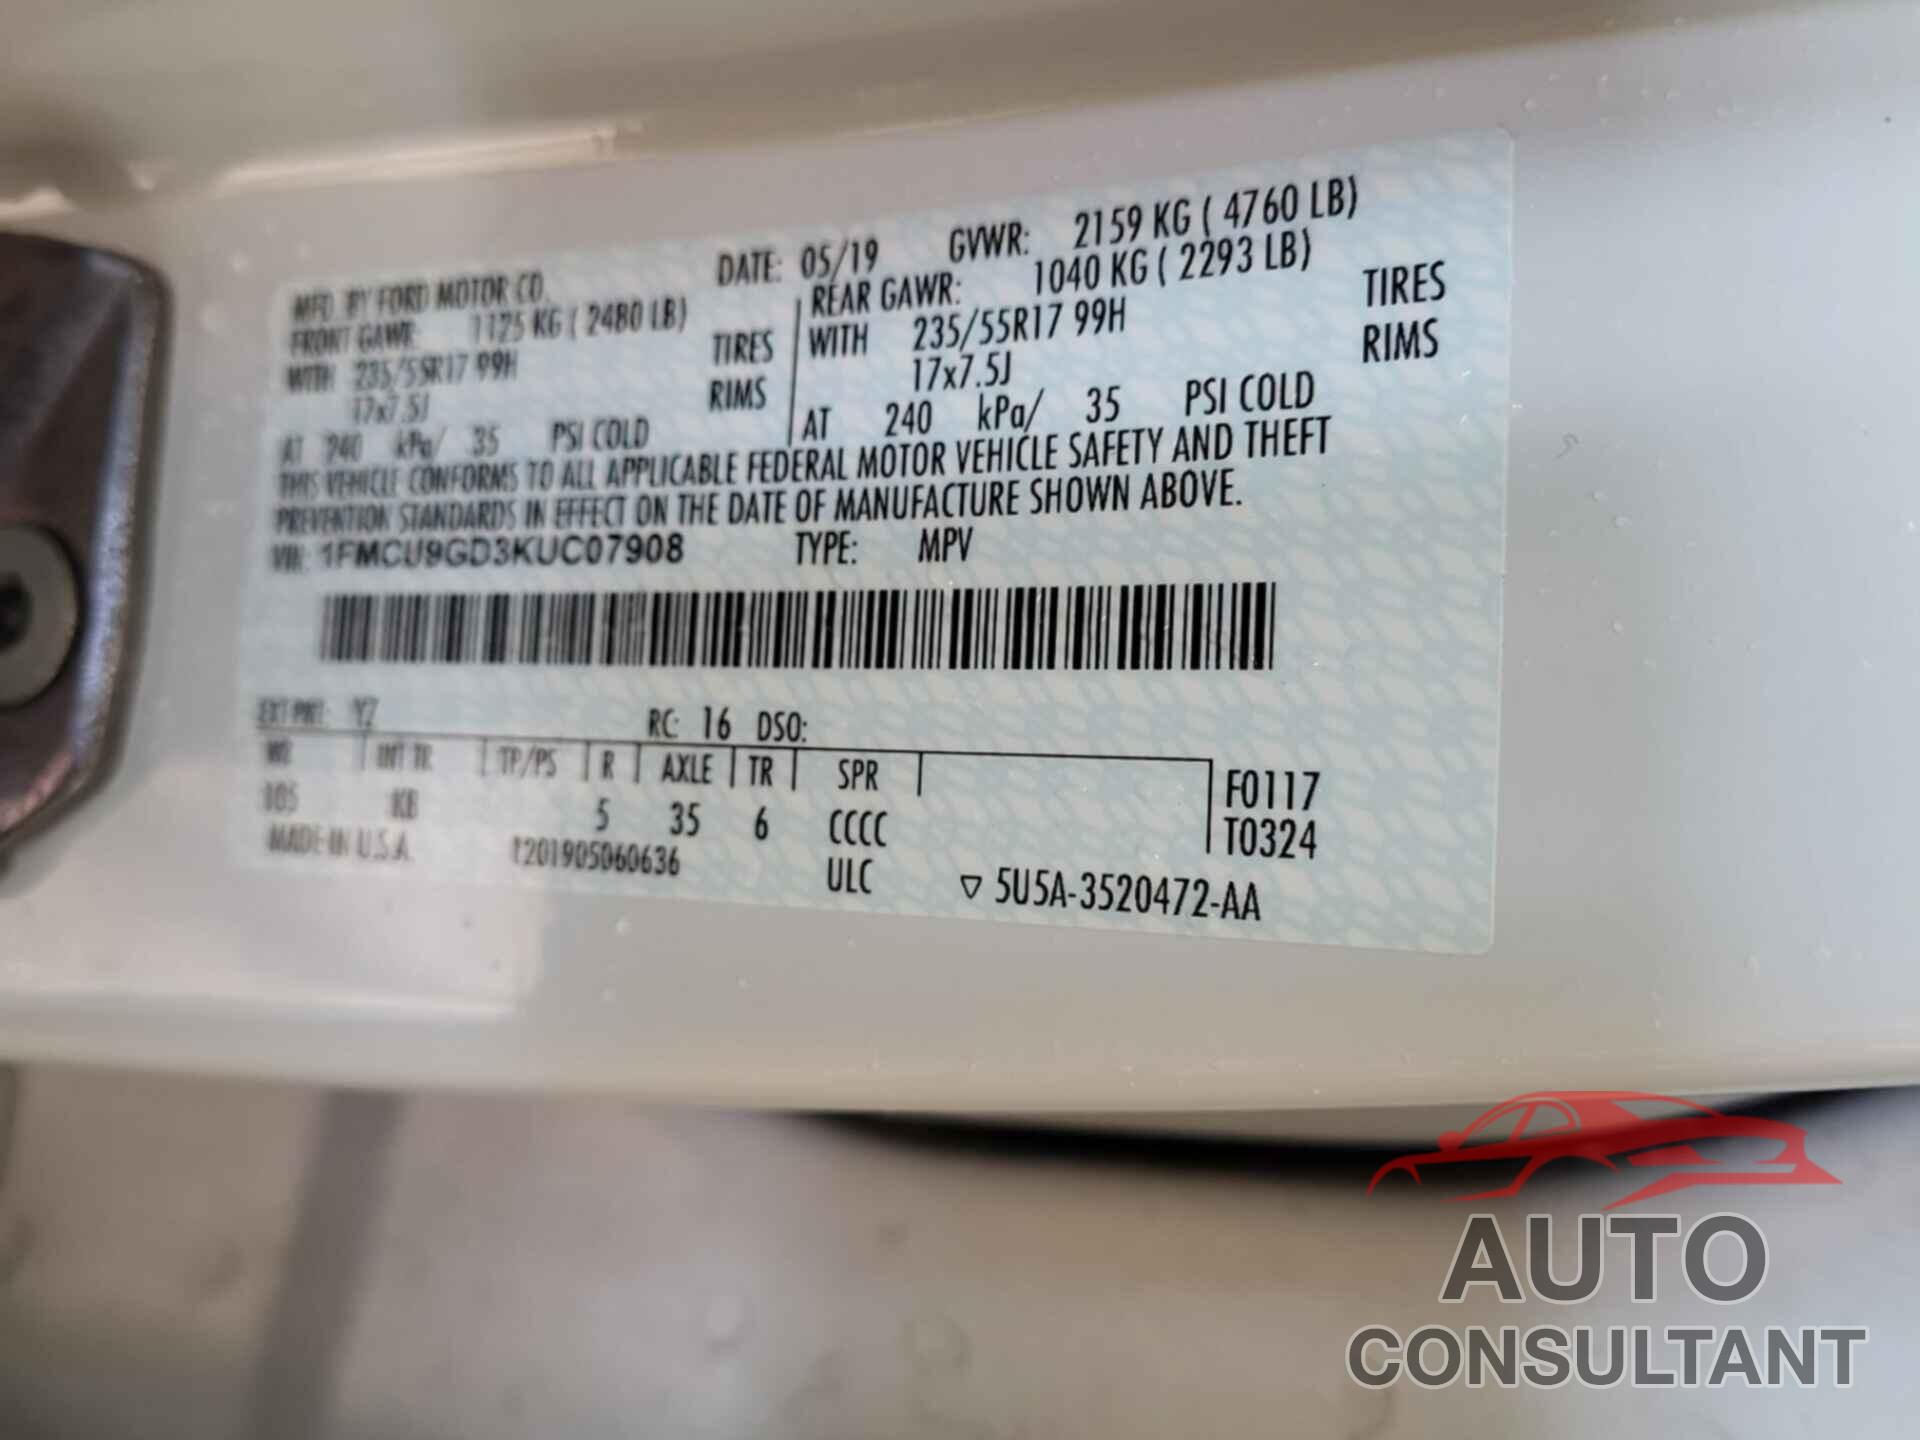 MFD. BY FORD MOTOR CO. DATE: 05/19 GVWR: 2159 KG ( 4760 LB)
FRONT GAWR: 1125 KG ( 2480 LB) REAR GAWR: 1040 KG ( 2293 LB)
WITH 235/55R17 99H TIRES WITH 235/55R17 99H TIRES
17x7.5J RIMS 17x7.5J RIMS
AT 240 kPa/ 35 PSI COLD AT 240 kPa/ 35 PSI COLD
THIS VEHICLE CONFORMS TO ALL APPLICABLE FEDERAL MOTOR VEHICLE SAFETY AND THEFT
PREVENTION STANDARDS IN EFFECT ON THE DATE OF MANUFACTURE SHOWN ABOVE.
VIN: 1FMCU9GD3KUC07908 TYPE: MPV
EXT PNT: YZ RC: 16 DSO:
WB INT TR TP/PS R AXLE TR SPR F0117
105 KB 5 35 6 CCCC T0324
MADE IN U.S.A. 201905060636 ULC ▽ 5U5A-3520472-AA
AUTO
CONSULTANT